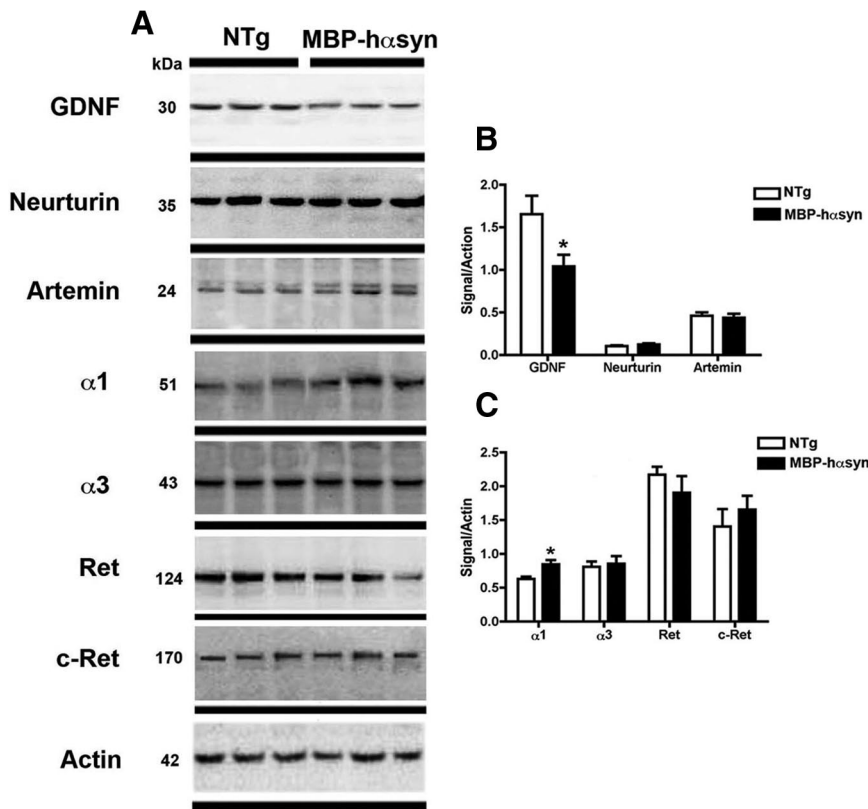 A
NTg MBP-hαsyn
kDa
GDNF 30
Neurturin 35
Artemin 24
α1 51
α3 43
Ret 124
c-Ret 170
Actin 42
B
2.0
1.5
1.0
0.5
0.0
Signal/Action
*
GDNF Neurturin Artemin
NTg
MBP-hαsyn
C
2.5
2.0
1.5
1.0
0.5
0.0
Signal/Actin
*
α1 α3 Ret c-Ret
NTg
MBP-hαsyn